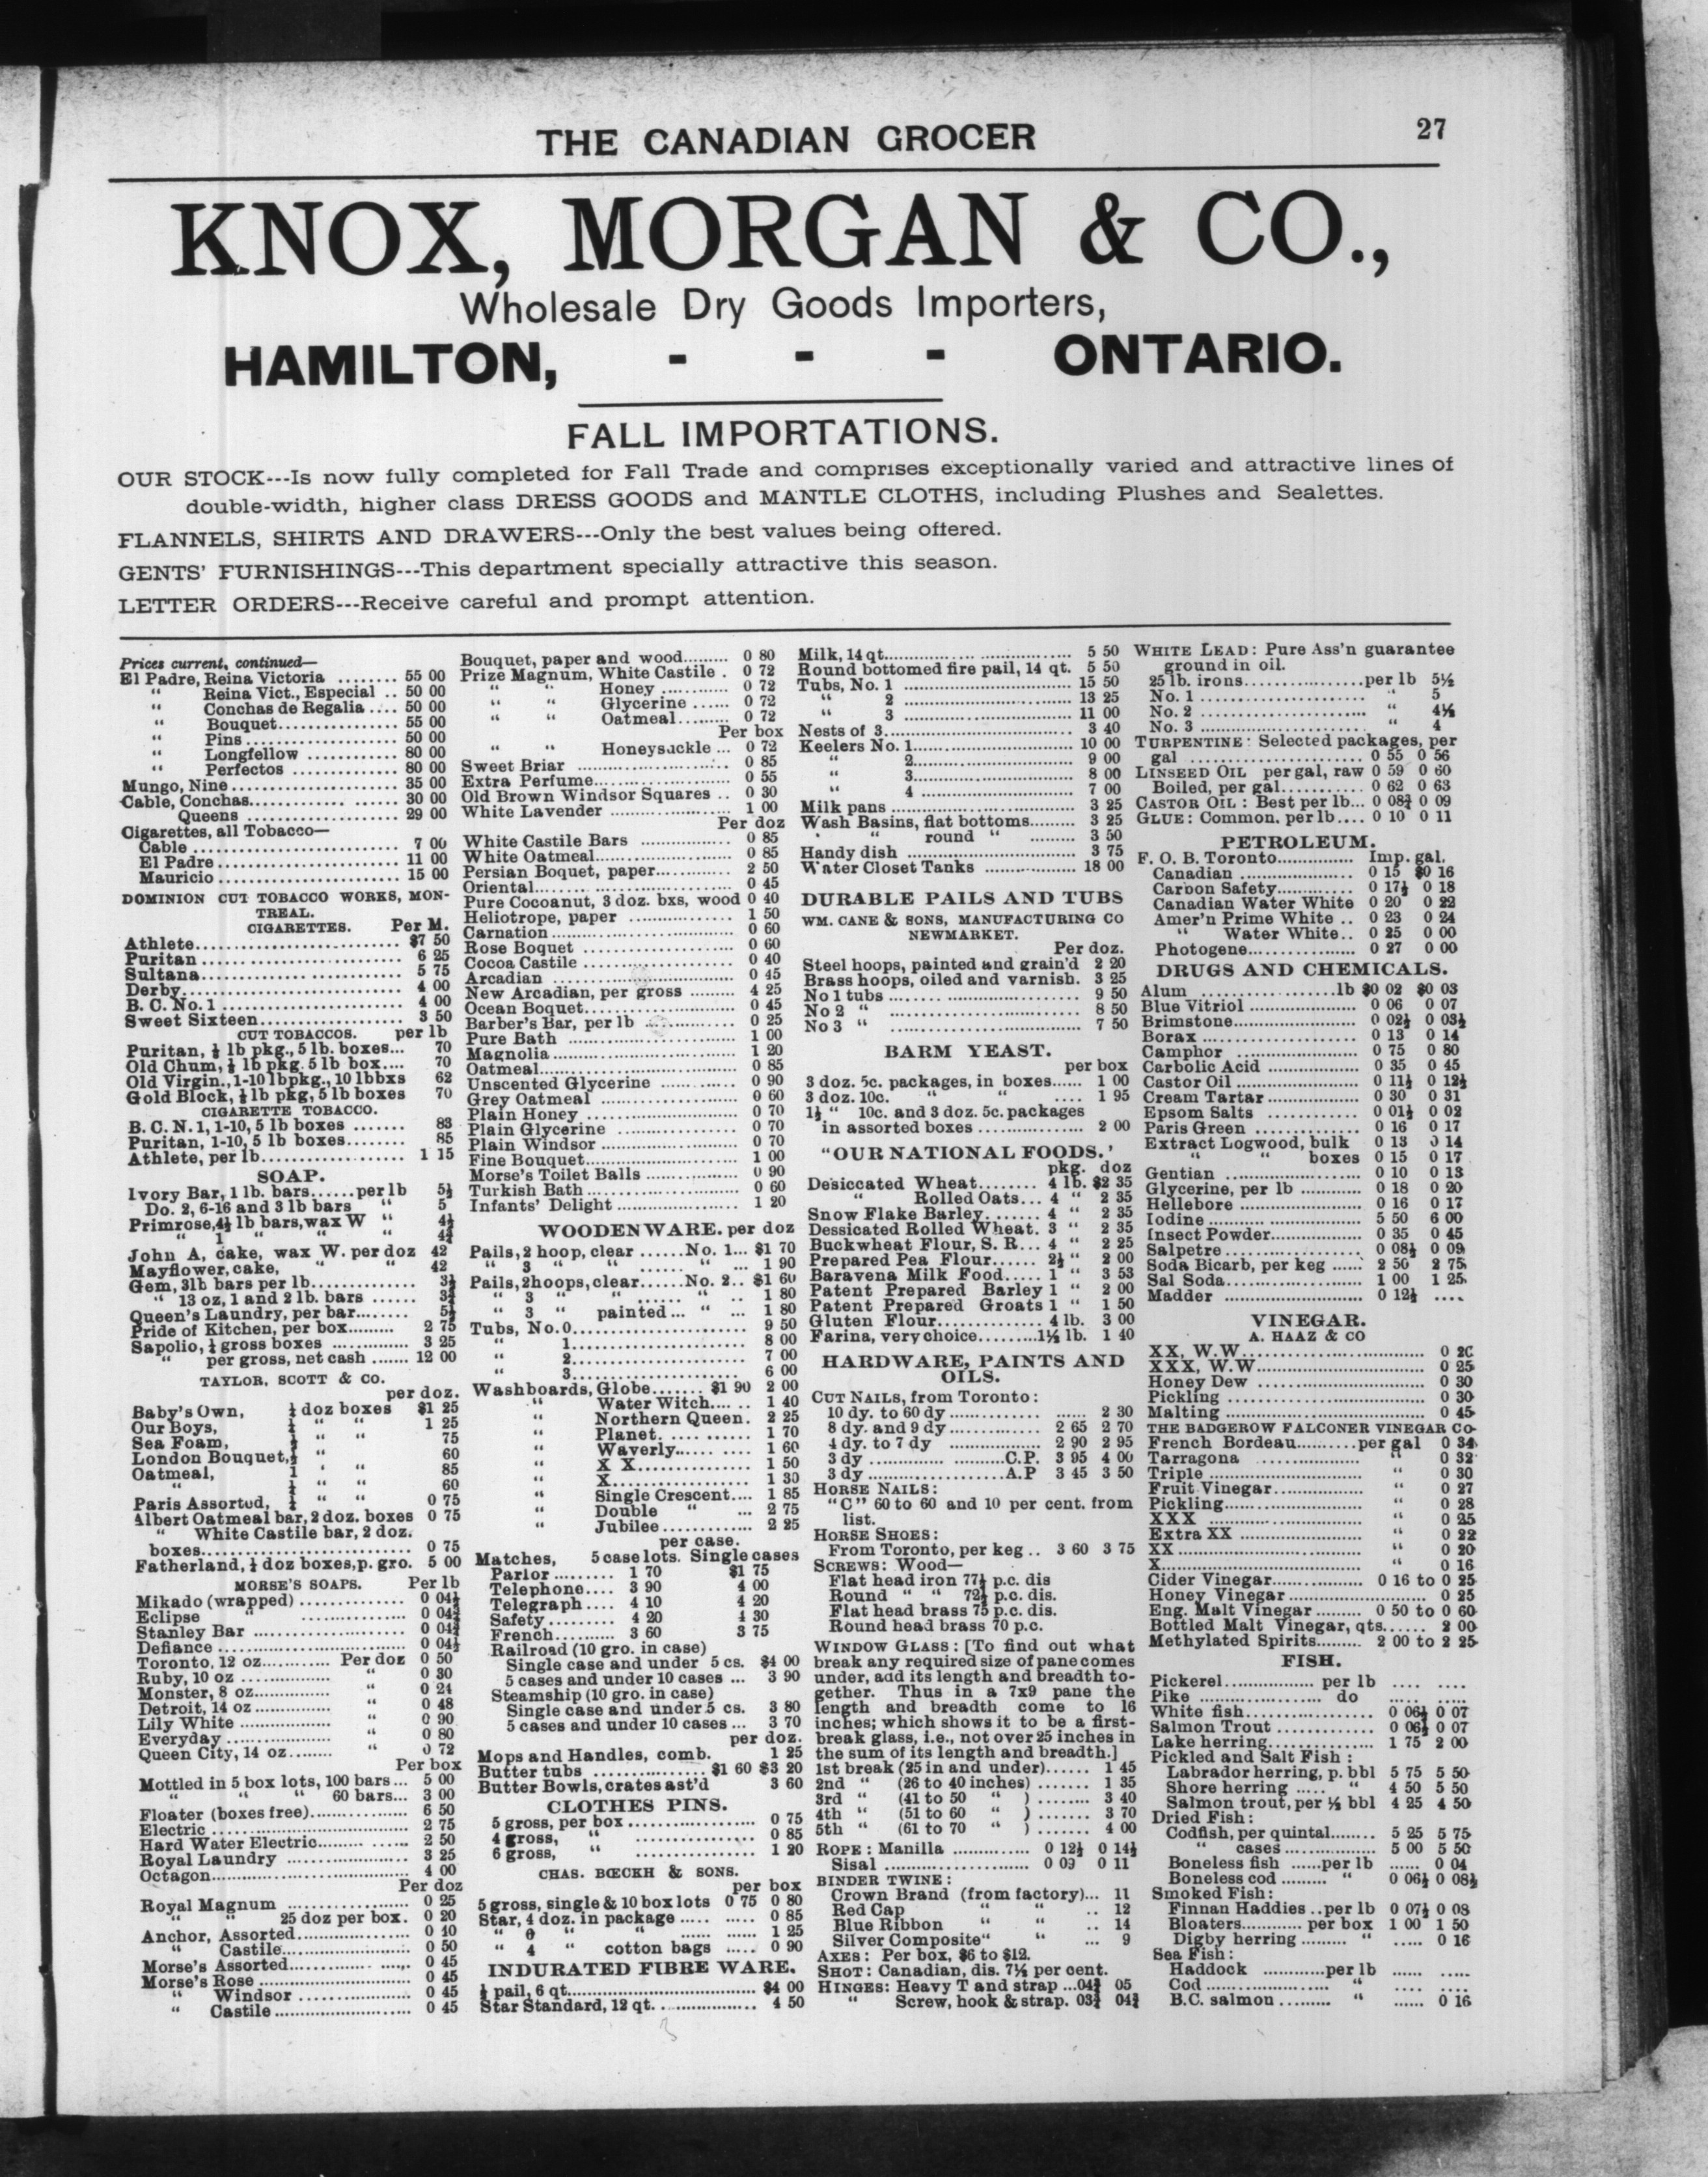 THE CANADIAN GROCER
27
KNOX, MORGAN & CO.,
Wholesale Dry Goods Importers,
HAMILTON, - - - ONTARIO.
FALL IMPORTATIONS.
OUR STOCK---Is now fully completed for Fall Trade and comprises exceptionally varied and attractive lines of
double-width, higher class DRESS GOODS and MANTLE CLOTHS, including Plushes and Sealettes.
FLANNELS, SHIRTS AND DRAWERS---Only the best values being offered.
GENTS' FURNISHINGS---This department specially attractive this season.
LETTER ORDERS---Receive careful and prompt attention.
Prices current, continued—
El Padre, Reina Victoria ........ 55 00
" Reina Vict., Especial .. 50 00
" Conchas de Regalia .... 50 00
" Bouquet................ 55 00
" Pins .................... 50 00
" Longfellow ............ 80 00
" Perfectos .............. 80 00
Mungo, Nine ...................... 35 00
Cable, Conchas.................... 30 00
Queens .................... 29 00
Cigarettes, all Tobacco—
Cable ........................... 7 00
El Padre ........................ 11 00
Mauricio ........................ 15 00
DOMINION CUT TOBACCO WORKS, MON-
TREAL.
CIGARETTES. Per M.
Athlete........................... $7 50
Puritan .......................... 6 25
Sultana........................... 5 75
Derby............................. 4 00
B. C. No. 1 ........................ 4 00
Sweet Sixteen.................... 3 50
CUT TOBACCOS. per lb
Puritan, ½ lb pkg., 5 lb. boxes... 70
Old Chum, ½ lb pkg. 5 lb box.... 70
Old Virgin., 1-10 lb pkg., 10 lb bxs 62
Gold Block, ½ lb pkg, 5 lb boxes 70
CIGARETTE TOBACCO.
B. C. N. 1, 1-10, 5 lb boxes ....... 83
Puritan, 1-10, 5 lb boxes........ 85
Athlete, per lb................... 1 15
SOAP.
Ivory Bar, 1 lb. bars......per lb 5½
Do. 2, 6-16 and 3 lb bars " 5
Primrose, 4½ lb bars, wax W " 4½
" 1 " " " 4¾
John A, cake, wax W. per doz 42
Mayflower, cake, " " 42
Gem, 3lb bars per lb............. 3½
" 13 oz, 1 and 2 lb. bars ...... 3¾
Queen's Laundry, per bar....... 5½
Pride of Kitchen, per box......... 2 75
Sapolio, ½ gross boxes ............. 3 25
" per gross, net cash ....... 12 00
TAYLOR, SCOTT & CO.
per doz.
Baby's Own, ½ doz boxes $1 25
Our Boys, ½ " " 1 25
Sea Foam, ½ " " 75
London Bouquet, ½ " 60
Oatmeal, 1 " " 85
" ½ " " 60
Paris Assorted, ½ " " 0 75
Albert Oatmeal bar, 2 doz. boxes 0 75
" White Castile bar, 2 doz.
boxes........................... 0 75
Fatherland, ½ doz boxes, p. gro. 5 00
MORSE'S SOAPS. Per lb
Mikado (wrapped) .............. 0 04½
Eclipse " .............. 0 04¾
Stanley Bar .................... 0 04¾
Defiance ........................ 0 04½
Toronto, 12 oz............ Per doz 0 50
Ruby, 10 oz ............... " 0 30
Monster, 8 oz............... " 0 24
Detroit, 14 oz ............... " 0 48
Lily White .................. " 0 90
Everyday .................... " 0 80
Queen City, 14 oz........ " 0 72
Per box
Mottled in 5 box lots, 100 bars... 5 00
" " 60 bars... 3 00
Floater (boxes free)................ 6 50
Electric ........................... 2 75
Hard Water Electric............... 2 50
Royal Laundry .................... 3 25
Octagon........................... 4 00
Per doz
Royal Magnum .................. 0 25
" " 25 doz per box. 0 20
Anchor, Assorted.................. 0 40
" Castile..................... 0 50
Morse's Assorted.................. 0 45
Morse's Rose ..................... 0 45
" Windsor ................. 0 45
" Castile ................... 0 45
Bouquet, paper and wood......... 0 80
Prize Magnum, White Castile . 0 72
" " Honey ............ 0 72
" " Glycerine ...... 0 72
" " Oatmeal......... 0 72
Per box
" " Honeysuckle ... 0 72
Sweet Briar ...................... 0 85
Extra Perfume.................... 0 55
Old Brown Windsor Squares .. 0 30
White Lavender .................. 1 00
Per doz
White Castile Bars ............... 0 85
White Oatmeal.................... 0 85
Persian Boquet, paper............. 2 50
Oriental........................... 0 45
Pure Cocoanut, 3 doz. bxs, wood 0 40
Heliotrope, paper ................ 1 50
Carnation ......................... 0 60
Rose Boquet ..................... 0 60
Cocoa Castile ..................... 0 40
Arcadian .......................... 0 45
New Arcadian, per gross ......... 4 25
Ocean Boquet..................... 0 45
Barber's Bar, per lb ............. 0 25
Pure Bath ......................... 1 00
Magnolia .......................... 1 20
Oatmeal........................... 0 85
Unscented Glycerine ............ 0 90
Grey Oatmeal .................... 0 60
Plain Honey ...................... 0 70
Plain Glycerine .................. 0 70
Plain Windsor ................... 0 70
Fine Bouquet..................... 1 00
Morse's Toilet Balls .............. 0 90
Turkish Bath ..................... 0 60
Infants' Delight .................. 1 20
WOODENWARE. per doz
Pails, 2 hoop, clear ......No. 1... $1 70
" 3 " " ...... " ... 1 90
Pails, 2 hoops, clear......No. 2.. $1 60
" 3 " " ...... " .. 1 80
" 3 " painted ... " ... 1 80
Tubs, No. 0......................... 9 50
" 1......................... 8 00
" 2......................... 7 00
" 3......................... 6 00
Washboards, Globe....... $1 90 2 00
" Water Witch...... 1 40
" Northern Queen. 2 25
" Planet. .... ...... 1 70
" Waverly........... 1 60
" X X............... 1 50
" X.................. 1 30
" Single Crescent.... 1 85
" Double " ... 2 75
" Jubilee............. 2 25
per case.
Matches, 5 case lots. Single cases
Parlor ......... 1 70 $1 75
Telephone.... 3 90 4 00
Telegraph.... 4 10 4 20
Safety.......... 4 20 4 30
French.......... 3 60 3 75
Railroad (10 gro. in case)
Single case and under 5 cs. $4 00
5 cases and under 10 cases ... 3 90
Steamship (10 gro. in case)
Single case and under 5 cs. 3 80
5 cases and under 10 cases ... 3 70
per doz.
Mops and Handles, comb. 1 25
Butter tubs ................ $1 60 $3 20
Butter Bowls, crates ast'd 3 60
CLOTHES PINS.
5 gross, per box................... 0 75
4 gross, " .................. 0 85
6 gross, " .................. 1 20
CHAS. BŒCKH & SONS.
per box
5 gross, single & 10 box lots 0 75 0 80
Star, 4 doz. in package ..... ..... 0 85
" 6 " " ...... ...... 1 25
" 4 " cotton bags ..... 0 90
INDURATED FIBRE WARE.
½ pail, 6 qt........................... $4 00
Star Standard, 12 qt. .................. 4 50
Milk, 14 qt............................ 5 50
Round bottomed fire pail, 14 qt. 5 50
Tubs, No. 1 ........................... 15 50
" 2 ........................... 13 25
" 3 ........................... 11 00
Nests of 3............................ 3 40
Keelers No. 1......................... 10 00
" 2......................... 9 00
" 3......................... 8 00
" 4 ......................... 7 00
Milk pans ............................ 3 25
Wash Basins, flat bottoms......... 3 25
" round " ......... 3 50
Handy dish .......................... 3 75
Water Closet Tanks ................ 18 00
DURABLE PAILS AND TUBS
WM. CANE & SONS, MANUFACTURING CO
NEWMARKET.
Per doz.
Steel hoops, painted and grain'd 2 20
Brass hoops, oiled and varnish. 3 25
No 1 tubs ............................ 9 50
No 2 " ............................ 8 50
No 3 " ............................ 7 50
BARM YEAST.
per box
3 doz. 5c. packages, in boxes...... 1 00
3 doz. 10c. " " .... 1 95
1½ " 10c. and 3 doz. 5c. packages
in assorted boxes ................ 2 00
"OUR NATIONAL FOODS.'
pkg. doz
Desiccated Wheat........ 4 lb. $2 35
" Rolled Oats... 4 " 2 35
Snow Flake Barley........ 4 " 2 35
Dessicated Rolled Wheat. 3 " 2 35
Buckwheat Flour, S. R... 4 " 2 25
Prepared Pea Flour...... 2½ " 2 00
Baravena Milk Food..... 1 " 3 53
Patent Prepared Barley 1 " 2 00
Patent Prepared Groats 1 " 1 50
Gluten Flour............. 4 lb. 3 00
Farina, very choice.........1½ lb. 1 40
HARDWARE, PAINTS AND
OILS.
CUT NAILS, from Toronto:
10 dy. to 60 dy .................... 2 30
8 dy. and 9 dy ............... 2 65 2 70
4 dy. to 7 dy ................ 2 90 2 95
3 dy .....................C.P. 3 95 4 00
3 dy .....................A.P 3 45 3 50
HORSE NAILS:
"C" 60 to 60 and 10 per cent. from
list.
HORSE SHOES:
From Toronto, per keg .. 3 60 3 75
SCREWS: Wood—
Flat head iron 77½ p.c. dis
Round " " 72½ p.c. dis.
Flat head brass 75 p.c. dis.
Round head brass 70 p.c.
WINDOW GLASS: [To find out what
break any required size of pane comes
under, add its length and breadth to-
gether. Thus in a 7x9 pane the
length and breadth come to 16
inches; which shows it to be a first-
break glass, i.e., not over 25 inches in
the sum of its length and breadth.]
1st break (25 in and under)...... 1 45
2nd " (26 to 40 inches) ....... 1 35
3rd " (41 to 50 " ) ........ 3 40
4th " (51 to 60 " ) ........ 3 70
5th " (61 to 70 " ) ....... 4 00
ROPE: Manilla ............. 0 12½ 0 14½
Sisal ........................ 0 09 0 11
BINDER TWINE:
Crown Brand (from factory)... 11
Red Cap " " .. 12
Blue Ribbon " " .. 14
Silver Composite" " ... 9
AXES: Per box, $6 to $12.
SHOT: Canadian, dis. 7½ per cent.
HINGES: Heavy T and strap ...04¾ 05
" Screw, hook & strap. 03¾ 04¾
WHITE LEAD: Pure Ass'n guarantee
ground in oil.
25 lb. irons..................per lb 5½
No. 1 ........................ " 5
No. 2 ........................ " 4½
No. 3 ........................ " 4
TURPENTINE: Selected packages, per
gal ........................ 0 55 0 56
LINSEED OIL per gal, raw 0 59 0 60
Boiled, per gal............ 0 62 0 63
CASTOR OIL: Best per lb... 0 08¾ 0 09
GLUE: Common, per lb.... 0 10 0 11
PETROLEUM.
F. O. B. Toronto............... Imp. gal.
Canadian .................. 0 15 $0 16
Carbon Safety............ 0 17½ 0 18
Canadian Water White 0 20 0 22
Amer'n Prime White .. 0 23 0 24
" Water White.. 0 25 0 00
Photogene................ 0 27 0 00
DRUGS AND CHEMICALS.
Alum ....................lb $0 02 $0 03
Blue Vitriol ................ 0 06 0 07
Brimstone.................. 0 02½ 0 03½
Borax ....................... 0 13 0 14
Camphor ................... 0 75 0 80
Carbolic Acid .............. 0 35 0 45
Castor Oil ................... 0 11½ 0 12½
Cream Tartar.............. 0 30 0 31
Epsom Salts ............... 0 01½ 0 02
Paris Green ................ 0 16 0 17
Extract Logwood, bulk 0 13 0 14
" " boxes 0 15 0 17
Gentian ..................... 0 10 0 13
Glycerine, per lb .......... 0 18 0 20
Hellebore ................... 0 16 0 17
Iodine ....................... 5 50 6 00
Insect Powder.............. 0 35 0 45
Salpetre ..................... 0 08½ 0 09
Soda Bicarb, per keg ...... 2 50 2 75
Sal Soda..................... 1 00 1 25
Madder ..................... 0 12½ ....
VINEGAR.
A. HAAZ & CO
XX, W.W............................ 0 20
XXX, W.W.......................... 0 25
Honey Dew ......................... 0 30
Pickling ............................. 0 30
Malting .............................. 0 45
THE BADGEROW FALCONER VINEGAR CO
French Bordeau..........per gal 0 34
Tarragona ............... " 0 32
Triple ....................... " 0 30
Fruit Vinegar............. " 0 27
Pickling.................... " 0 28
XXX ....................... " 0 25
Extra XX .................. " 0 22
XX .......................... " 0 20
X............................ " 0 16
Cider Vinegar............... 0 16 to 0 25
Honey Vinegar........................ 0 25
Eng. Malt Vinegar ......... 0 50 to 0 60
Bottled Malt Vinegar, qts...... 2 00
Methylated Spirits......... 2 00 to 2 25
FISH.
Pickerel................ per lb .... ....
Pike ..................... do ..... .....
White fish.................. 0 06½ 0 07
Salmon Trout ............. 0 06½ 0 07
Lake herring............... 1 75 2 00
Pickled and Salt Fish:
Labrador herring, p. bbl 5 75 5 50
Shore herring ..... " 4 50 5 50
Salmon trout, per ½ bbl 4 25 4 50
Dried Fish:
Codfish, per quintal........ 5 25 5 75
" cases................. 5 00 5 50
Boneless fish ......per lb ...... 0 04
Boneless cod ......... " 0 06½ 0 08½
Smoked Fish:
Finnan Haddies ..per lb 0 07½ 0 08
Bloaters............ per box 1 00 1 50
Digby herring ......... " ..... 0 16
Sea Fish:
Haddock ............per lb ...... .....
Cod ...................... " .... ....
B.C. salmon ......... " ...... 0 16